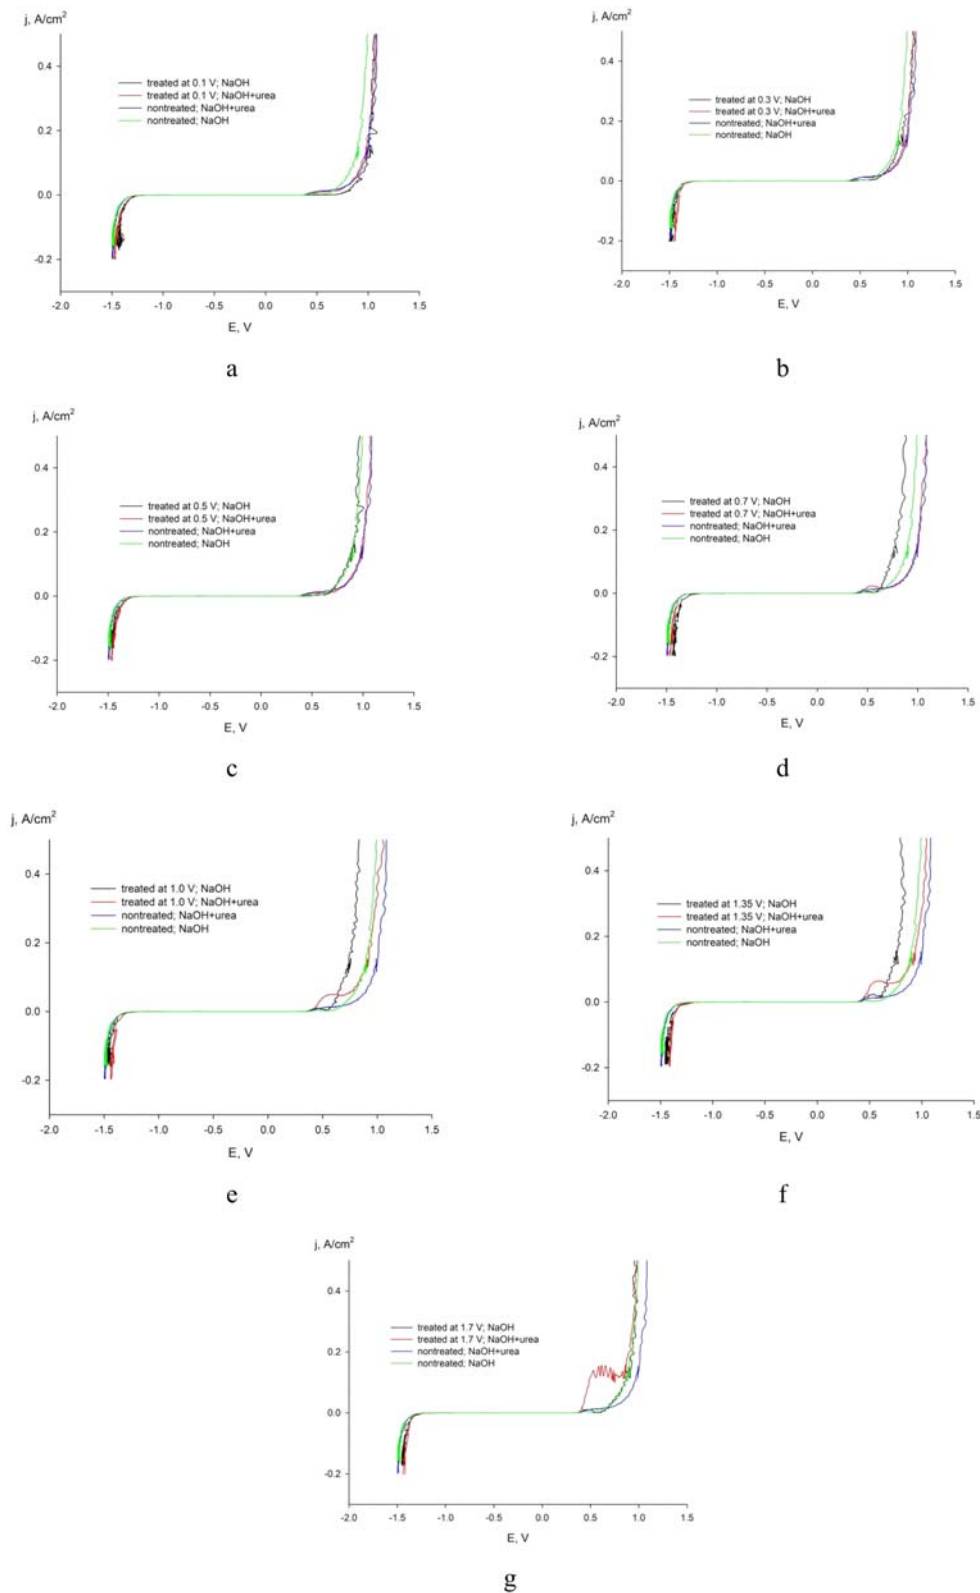 j, A/cm²
0.4
0.2
0.0
-0.2
treated at 0.1 V; NaOH
treated at 0.1 V; NaOH+urea
nontreated; NaOH+urea
nontreated; NaOH
-2.0 -1.5 -1.0 -0.5 0.0 0.5 1.0 1.5
E, V
a
j, A/cm²
0.4
0.2
0.0
-0.2
treated at 0.3 V; NaOH
treated at 0.3 V; NaOH+urea
nontreated; NaOH+urea
nontreated; NaOH
-2.0 -1.5 -1.0 -0.5 0.0 0.5 1.0 1.5
E, V
b
j, A/cm²
0.4
0.2
0.0
-0.2
treated at 0.5 V; NaOH
treated at 0.5 V; NaOH+urea
nontreated; NaOH+urea
nontreated; NaOH
-2.0 -1.5 -1.0 -0.5 0.0 0.5 1.0 1.5
E, V
c
j, A/cm²
0.4
0.2
0.0
-0.2
treated at 0.7 V; NaOH
treated at 0.7 V; NaOH+urea
nontreated; NaOH+urea
nontreated; NaOH
-2.0 -1.5 -1.0 -0.5 0.0 0.5 1.0 1.5
E, V
d
j, A/cm²
0.4
0.2
0.0
-0.2
treated at 1.0 V; NaOH
treated at 1.0 V; NaOH+urea
nontreated; NaOH+urea
nontreated; NaOH
-2.0 -1.5 -1.0 -0.5 0.0 0.5 1.0 1.5
E, V
e
j, A/cm²
0.4
0.2
0.0
-0.2
treated at 1.35 V; NaOH
treated at 1.35 V; NaOH+urea
nontreated; NaOH+urea
nontreated; NaOH
-2.0 -1.5 -1.0 -0.5 0.0 0.5 1.0 1.5
E, V
f
j, A/cm²
0.4
0.2
0.0
-0.2
treated at 1.7 V; NaOH
treated at 1.7 V; NaOH+urea
nontreated; NaOH+urea
nontreated; NaOH
-2.0 -1.5 -1.0 -0.5 0.0 0.5 1.0 1.5
E, V
g